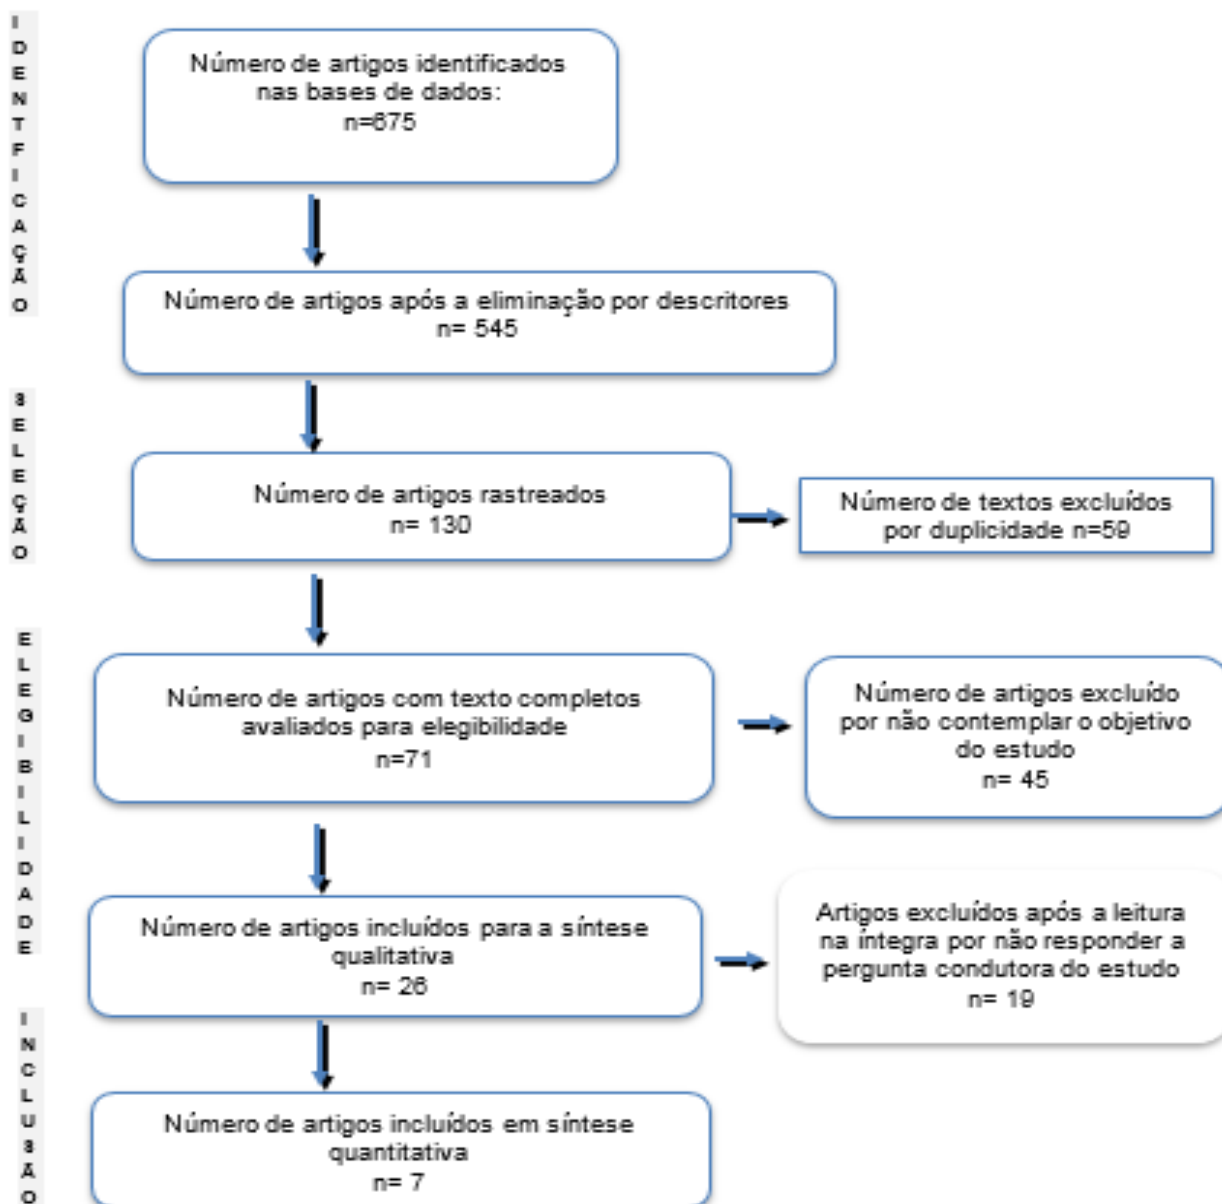 IDENTFICAÇÃO
Número de artigos identificados
nas bases de dados:
n=675
Número de artigos após a eliminação por descritores
n= 545
SELEÇÃO
Número de artigos rastreados
n= 130
Número de textos excluídos
por duplicidade n=59
ELEGIBILIDADE
Número de artigos com texto completos
avaliados para elegibilidade
n=71
Número de artigos excluído
por não contemplar o objetivo
do estudo
n= 45
Número de artigos incluídos para a síntese
qualitativa
n= 26
Artigos excluídos após a leitura
na íntegra por não responder a
pergunta condutora do estudo
n= 19
INCLUSÃO
Número de artigos incluídos em síntese
quantitativa
n= 7